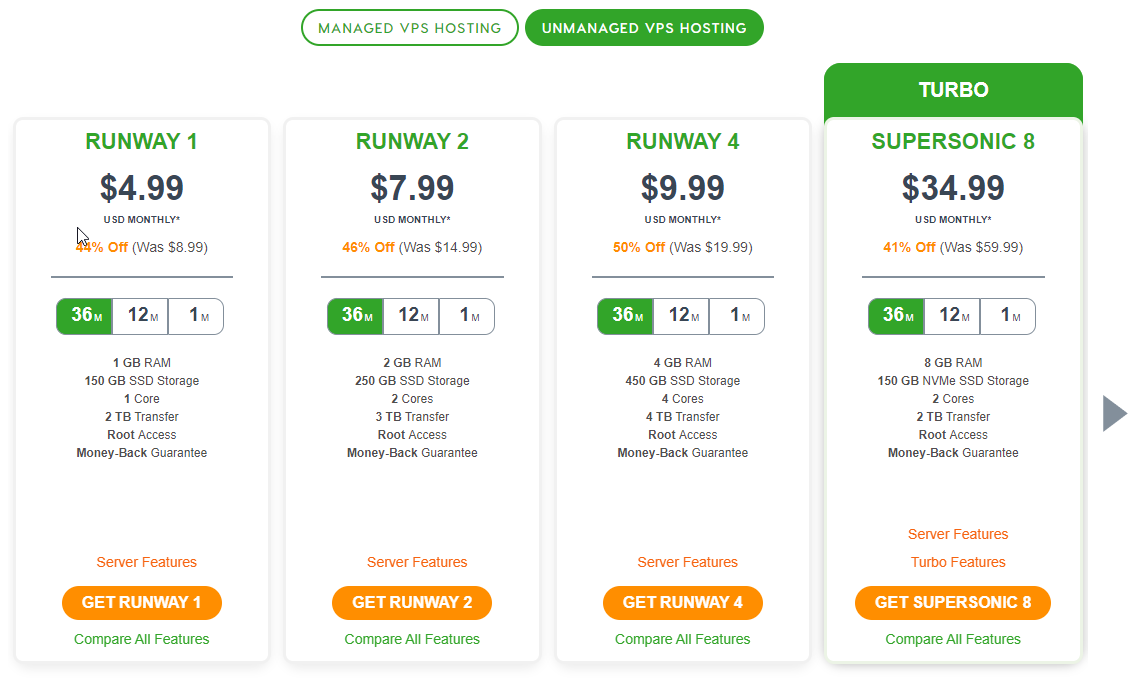 MANAGED VPS HOSTING
UNMANAGED VPS HOSTING
RUNWAY 1
$4.99
USD MONTHLY*
44% Off (Was $8.99)
36M 12M 1M
1 GB RAM
150 GB SSD Storage
1 Core
2 TB Transfer
Root Access
Money-Back Guarantee
Server Features
GET RUNWAY 1
Compare All Features
RUNWAY 2
$7.99
USD MONTHLY*
46% Off (Was $14.99)
36M 12M 1M
2 GB RAM
250 GB SSD Storage
2 Cores
3 TB Transfer
Root Access
Money-Back Guarantee
Server Features
GET RUNWAY 2
Compare All Features
RUNWAY 4
$9.99
USD MONTHLY*
50% Off (Was $19.99)
36M 12M 1M
4 GB RAM
450 GB SSD Storage
4 Cores
4 TB Transfer
Root Access
Money-Back Guarantee
Server Features
GET RUNWAY 4
Compare All Features
TURBO
SUPERSONIC 8
$34.99
USD MONTHLY*
41% Off (Was $59.99)
36M 12M 1M
8 GB RAM
150 GB NVMe SSD Storage
2 Cores
2 TB Transfer
Root Access
Money-Back Guarantee
Server Features
Turbo Features
GET SUPERSONIC 8
Compare All Features